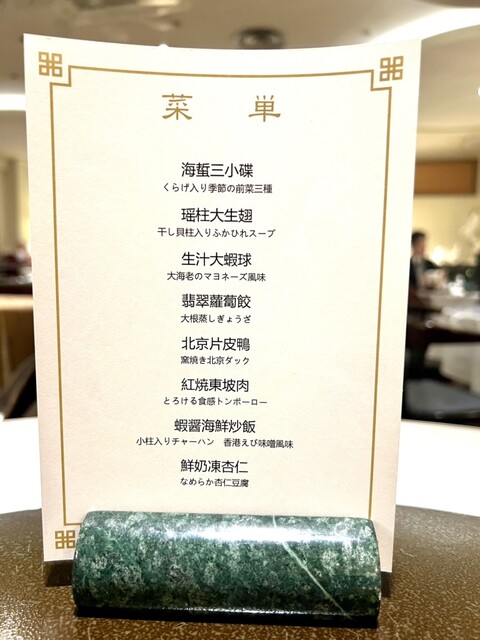 菜単
海蜇三小碟
くらげ入り季節の前菜三種
瑶柱大生翅
干し貝柱入りふかひれスープ
生汁大蝦球
大海老のマヨネーズ風味
翡翠蘿蔔餃
大根蒸しぎょうざ
北京片皮鴨
窯焼き北京ダック
紅焼東坡肉
とろける食感トンポーロー
蝦醤海鮮炒飯
小柱入りチャーハン　香港えび味噌風味
鮮奶凍杏仁
なめらか杏仁豆腐